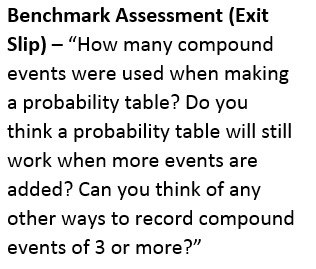 Benchmark Assessment (Exit
Slip) – “How many compound
events were used when making
a probability table? Do you
think a probability table will still
work when more events are
added? Can you think of any
other ways to record compound
events of 3 or more?”